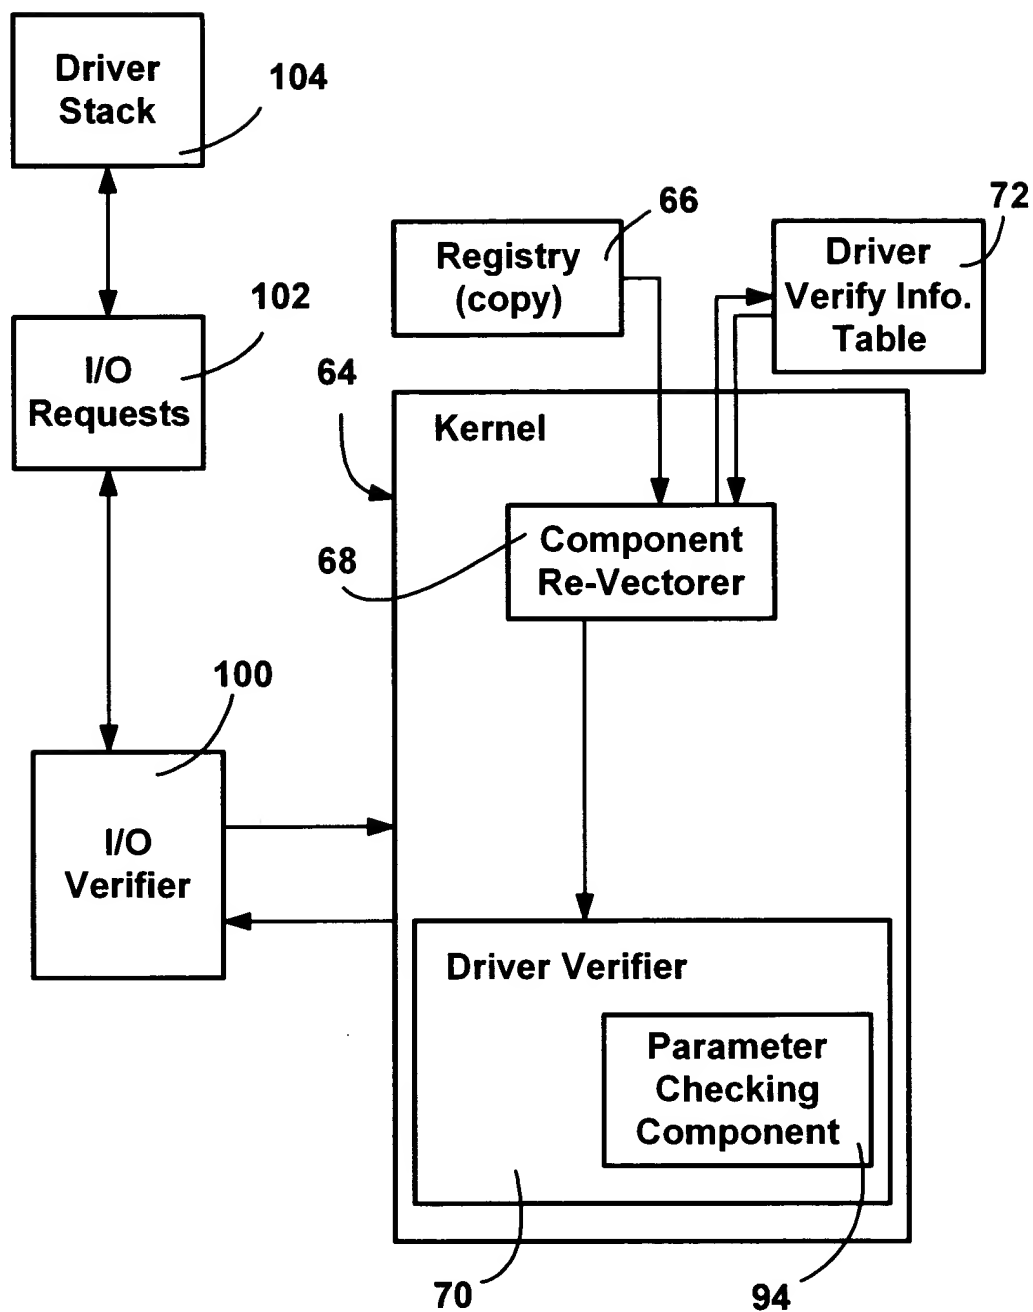 Driver
Stack
104
66
72
Registry
(copy)
Driver
Verify Info.
Table
102
I/O
Requests
64
Kernel
68
Component
Re-Vectorer
100
I/O
Verifier
Driver Verifier
Parameter
Checking
Component
70
94